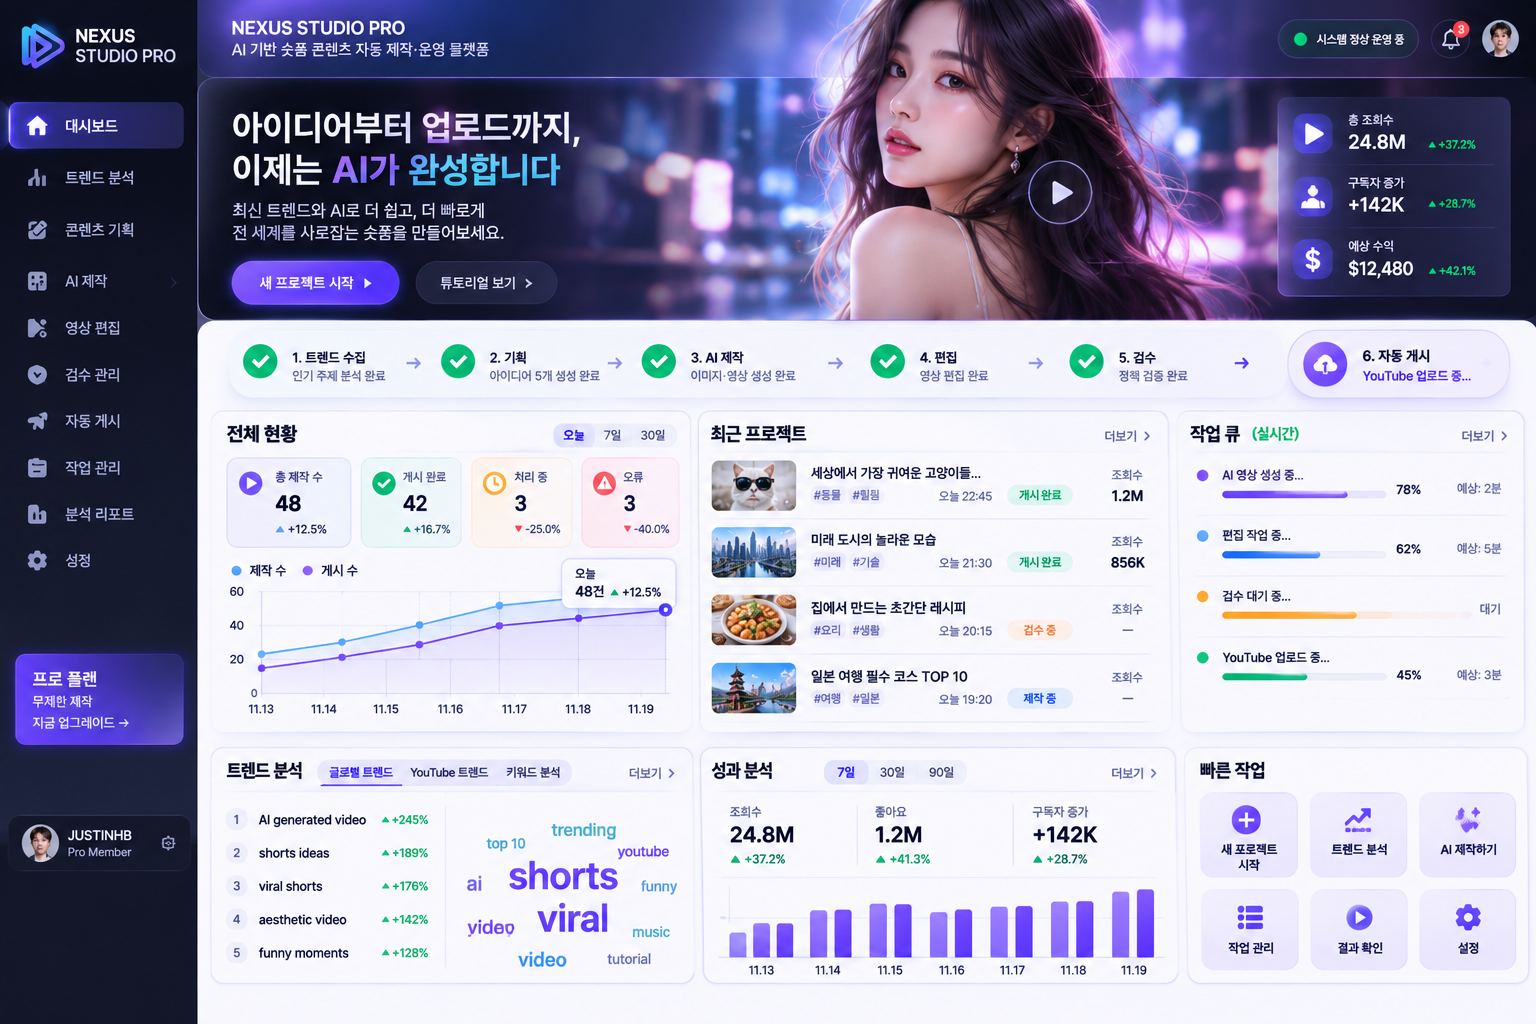 NEXUS
STUDIO PRO
대시보드
트렌드 분석
콘텐츠 기획
AI 제작
영상 편집
검수 관리
자동 게시
작업 관리
분석 리포트
성정
프로 플랜
무제한 제작
지금 업그레이드 →
JUSTINHB
Pro Member
NEXUS STUDIO PRO
AI 기반 숏폼 콘텐츠 자동 제작·운영 플랫폼
시스템 정상 운영 중
3
아이디어부터 업로드까지,
이제는 AI가 완성합니다
최신 트렌드와 AI로 더 쉽고, 더 빠르게
전 세계를 사로잡는 숏폼을 만들어보세요.
새 프로젝트 시작
튜토리얼 보기 >
총 조회수
24.8M ▲+37.2%
구독자 증가
+142K ▲+28.7%
예상 수익
$12,480 ▲+42.1%
1. 트렌드 수집
인기 주제 분석 완료
2. 기획
아이디어 5개 생성 완료
3. AI 제작
이미지·영상 생성 완료
4. 편집
영상 편집 완료
5. 검수
정책 검증 완료
6. 자동 게시
YouTube 업로드 중...
전체 현황
오늘 7일 30일
총 제작 수
48
▲ +12.5%
게시 완료
42
▲ +16.7%
처리 중
3
▼ -25.0%
오류
3
▼ -40.0%
제작 수 게시 수
오늘
48건 ▲ +12.5%
60
40
20
0
11.13 11.14 11.15 11.16 11.17 11.18 11.19
최근 프로젝트
더보기 >
세상에서 가장 귀여운 고양이들...
#동물 #힐링 오늘 22:45 게시 완료
조회수
1.2M
미래 도시의 놀라운 모습
#미래 #기술 오늘 21:30 게시 완료
조회수
856K
집에서 만드는 초간단 레시피
#요리 #생활 오늘 20:15 검수 중
조회수
—
일본 여행 필수 코스 TOP 10
#여행 #일본 오늘 19:20 제작 중
조회수
—
작업 큐 (실시간)
더보기 >
AI 영상 생성 중...
78% 예상: 2분
편집 작업 중...
62% 예상: 5분
검수 대기 중...
대기
YouTube 업로드 중...
45% 예상: 3분
트렌드 분석
글로벌 트렌드 YouTube 트렌드 키워드 분석
더보기 >
1 AI generated video ▲+245%
2 shorts ideas ▲+189%
3 viral shorts ▲+176%
4 aesthetic video ▲+142%
5 funny moments ▲+128%
trending
top 10
youtube
shorts
ai
funny
viral
music
video
tutorial
성과 분석
7일 30일 90일
더보기 >
조회수
24.8M
▲ +37.2%
좋아요
1.2M
▲ +41.3%
구독자 증가
+142K
▲ +28.7%
11.13 11.14 11.15 11.16 11.17 11.18 11.19
빠른 작업
새 포로젝트
시작
트렌드 분석
AI 제작하기
작업 관리
결과 확인
설정